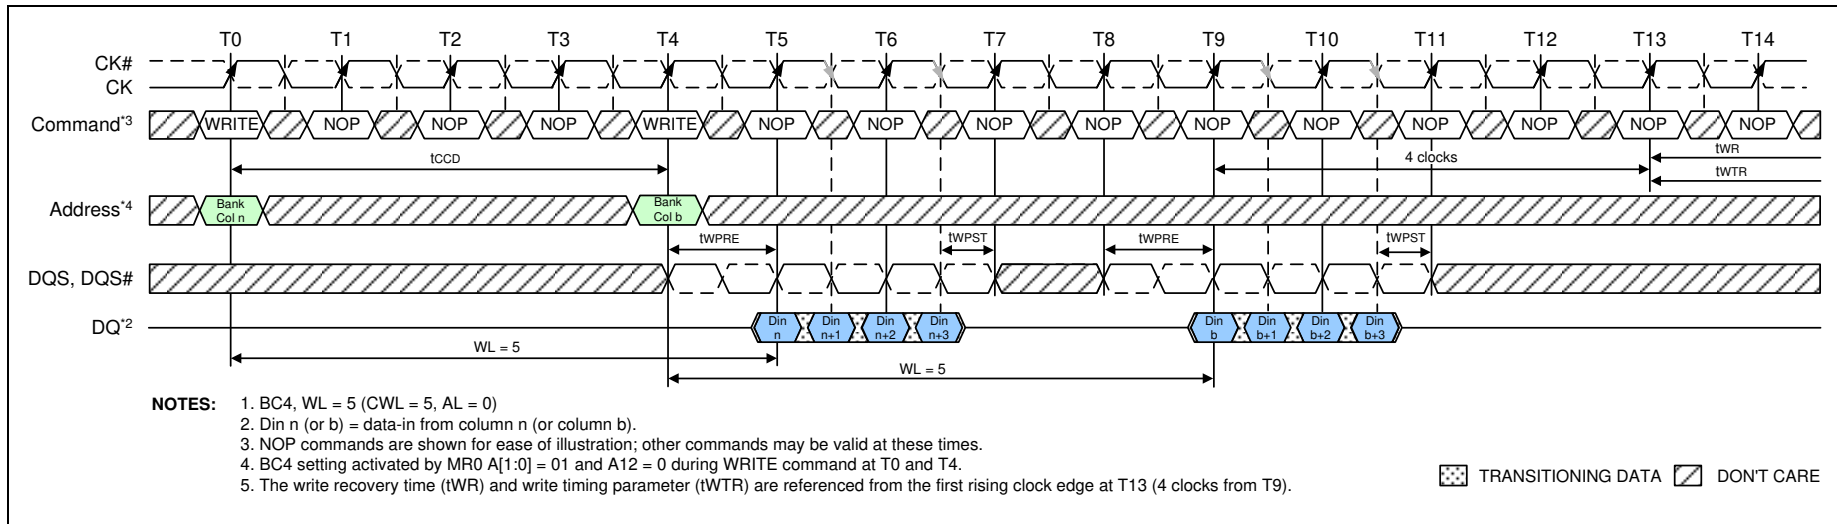 T0 T1 T2 T3 T4 T5 T6 T7 T8 T9 T10 T11 T12 T13 T14
CK#
CK
Command*3 WRITE NOP NOP NOP WRITE NOP NOP NOP NOP NOP NOP NOP NOP NOP NOP
tCCD 4 clocks tWR
tWTR
Address*4 Bank Col n Bank Col b
tWPRE tWPST tWPRE tWPST
DQS, DQS#
DQ*2 Din n Din n+1 Din n+2 Din n+3 Din b Din b+1 Din b+2 Din b+3
WL = 5
WL = 5
NOTES: 1. BC4, WL = 5 (CWL = 5, AL = 0)
2. Din n (or b) = data-in from column n (or column b).
3. NOP commands are shown for ease of illustration; other commands may be valid at these times.
4. BC4 setting activated by MR0 A[1:0] = 01 and A12 = 0 during WRITE command at T0 and T4.
5. The write recovery time (tWR) and write timing parameter (tWTR) are referenced from the first rising clock edge at T13 (4 clocks from T9).
TRANSITIONING DATA DON'T CARE